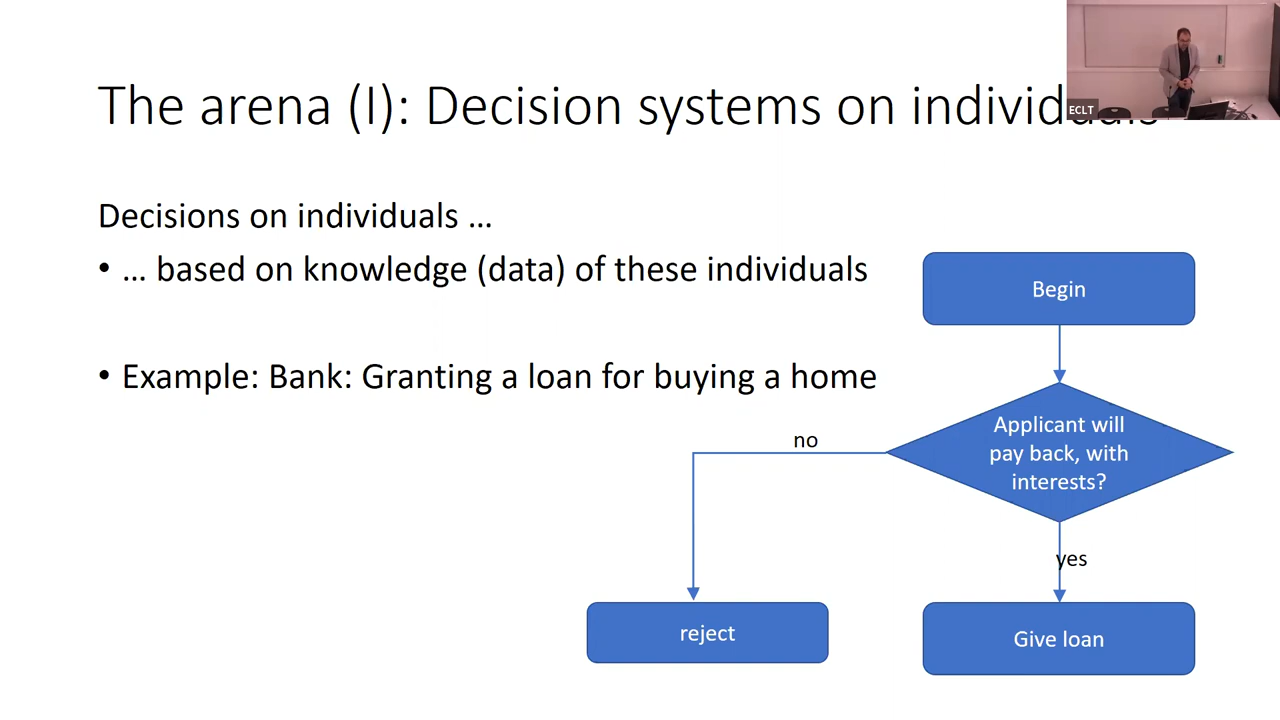 The arena (I): Decision systems on individuals
ECLT
Decisions on individuals …
• … based on knowledge (data) of these individuals
• Example: Bank: Granting a loan for buying a home
Begin
Applicant will
pay back, with
interests?
no
yes
reject
Give loan